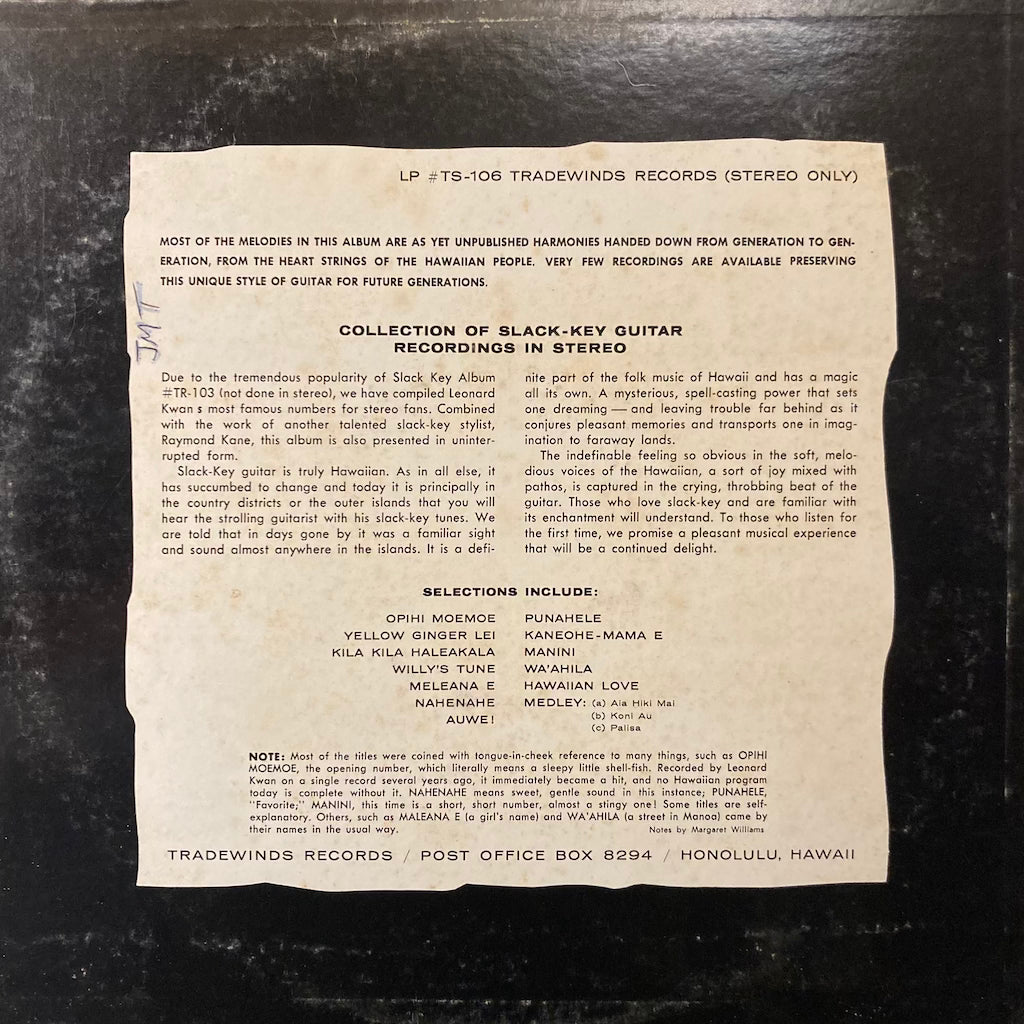 LP #TS-106 TRADEWINDS RECORDS (STEREO ONLY)
MOST OF THE MELODIES IN THIS ALBUM ARE AS YET UNPUBLISHED HARMONIES HANDED DOWN FROM GENERATION TO GEN-
ERATION, FROM THE HEART STRINGS OF THE HAWAIIAN PEOPLE. VERY FEW RECORDINGS ARE AVAILABLE PRESERVING
THIS UNIQUE STYLE OF GUITAR FOR FUTURE GENERATIONS.
JMT
COLLECTION OF SLACK-KEY GUITAR
RECORDINGS IN STEREO
Due to the tremendous popularity of Slack Key Album
#TR-103 (not done in stereo), we have compiled Leonard
Kwan s most famous numbers for stereo fans. Combined
with the work of another talented slack-key stylist,
Raymond Kane, this album is also presented in uninter-
rupted form.
Slack-Key guitar is truly Hawaiian. As in all else, it
has succumbed to change and today it is principally in
the country districts or the outer islands that you will
hear the strolling guitarist with his slack-key tunes. We
are told that in days gone by it was a familiar sight
and sound almost anywhere in the islands. It is a defi-
nite part of the folk music of Hawaii and has a magic
all its own. A mysterious, spell-casting power that sets
one dreaming — and leaving trouble far behind as it
conjures pleasant memories and transports one in imag-
ination to faraway lands.
The indefinable feeling so obvious in the soft, melo-
dious voices of the Hawaiian, a sort of joy mixed with
pathos, is captured in the crying, throbbing beat of the
guitar. Those who love slack-key and are familiar with
its enchantment will understand. To those who listen for
the first time, we promise a pleasant musical experience
that will be a continued delight.
SELECTIONS INCLUDE:
OPIHI MOEMOE
YELLOW GINGER LEI
KILA KILA HALEAKALA
WILLY'S TUNE
MELEANA E
NAHENAHE
AUWE!
PUNAHELE
KANEOHE-MAMA E
MANINI
WA'AHILA
HAWAIIAN LOVE
MEDLEY: (a) Aia Hiki Mai
(b) Koni Au
(c) Palisa
NOTE: Most of the titles were coined with tongue-in-cheek reference to many things, such as OPIHI
MOEMOE, the opening number, which literally means a sleepy little shell-fish. Recorded by Leonard
Kwan on a single record several years ago, it immediately became a hit, and no Hawaiian program
today is complete without it. NAHENAHE means sweet, gentle sound in this instance; PUNAHELE,
"Favorite;" MANINI, this time is a short, short number, almost a stingy one! Some titles are self-
explanatory. Others, such as MALEANA E (a girl's name) and WA'AHILA (a street in Manoa) came by
their names in the usual way. Notes by Margaret Williams
TRADEWINDS RECORDS / POST OFFICE BOX 8294 / HONOLULU, HAWAII